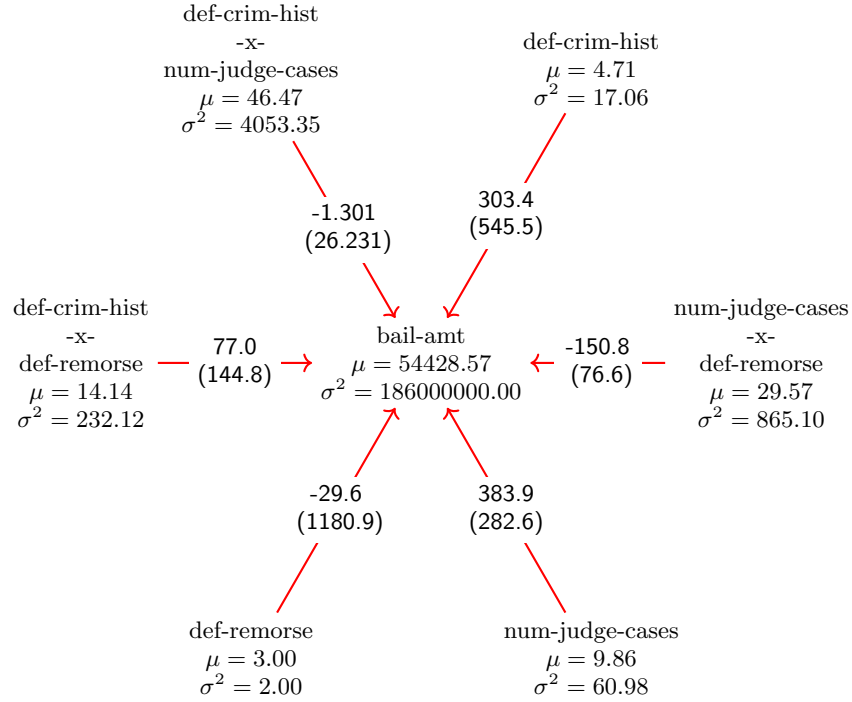 def-crim-hist
-x-
num-judge-cases
μ = 46.47
σ² = 4053.35
def-crim-hist
μ = 4.71
σ² = 17.06
-1.301
(26.231)
303.4
(545.5)
def-crim-hist
-x-
def-remorse
μ = 14.14
σ² = 232.12
77.0
(144.8)
bail-amt
μ = 54428.57
σ² = 186000000.00
-150.8
(76.6)
num-judge-cases
-x-
def-remorse
μ = 29.57
σ² = 865.10
-29.6
(1180.9)
383.9
(282.6)
def-remorse
μ = 3.00
σ² = 2.00
num-judge-cases
μ = 9.86
σ² = 60.98